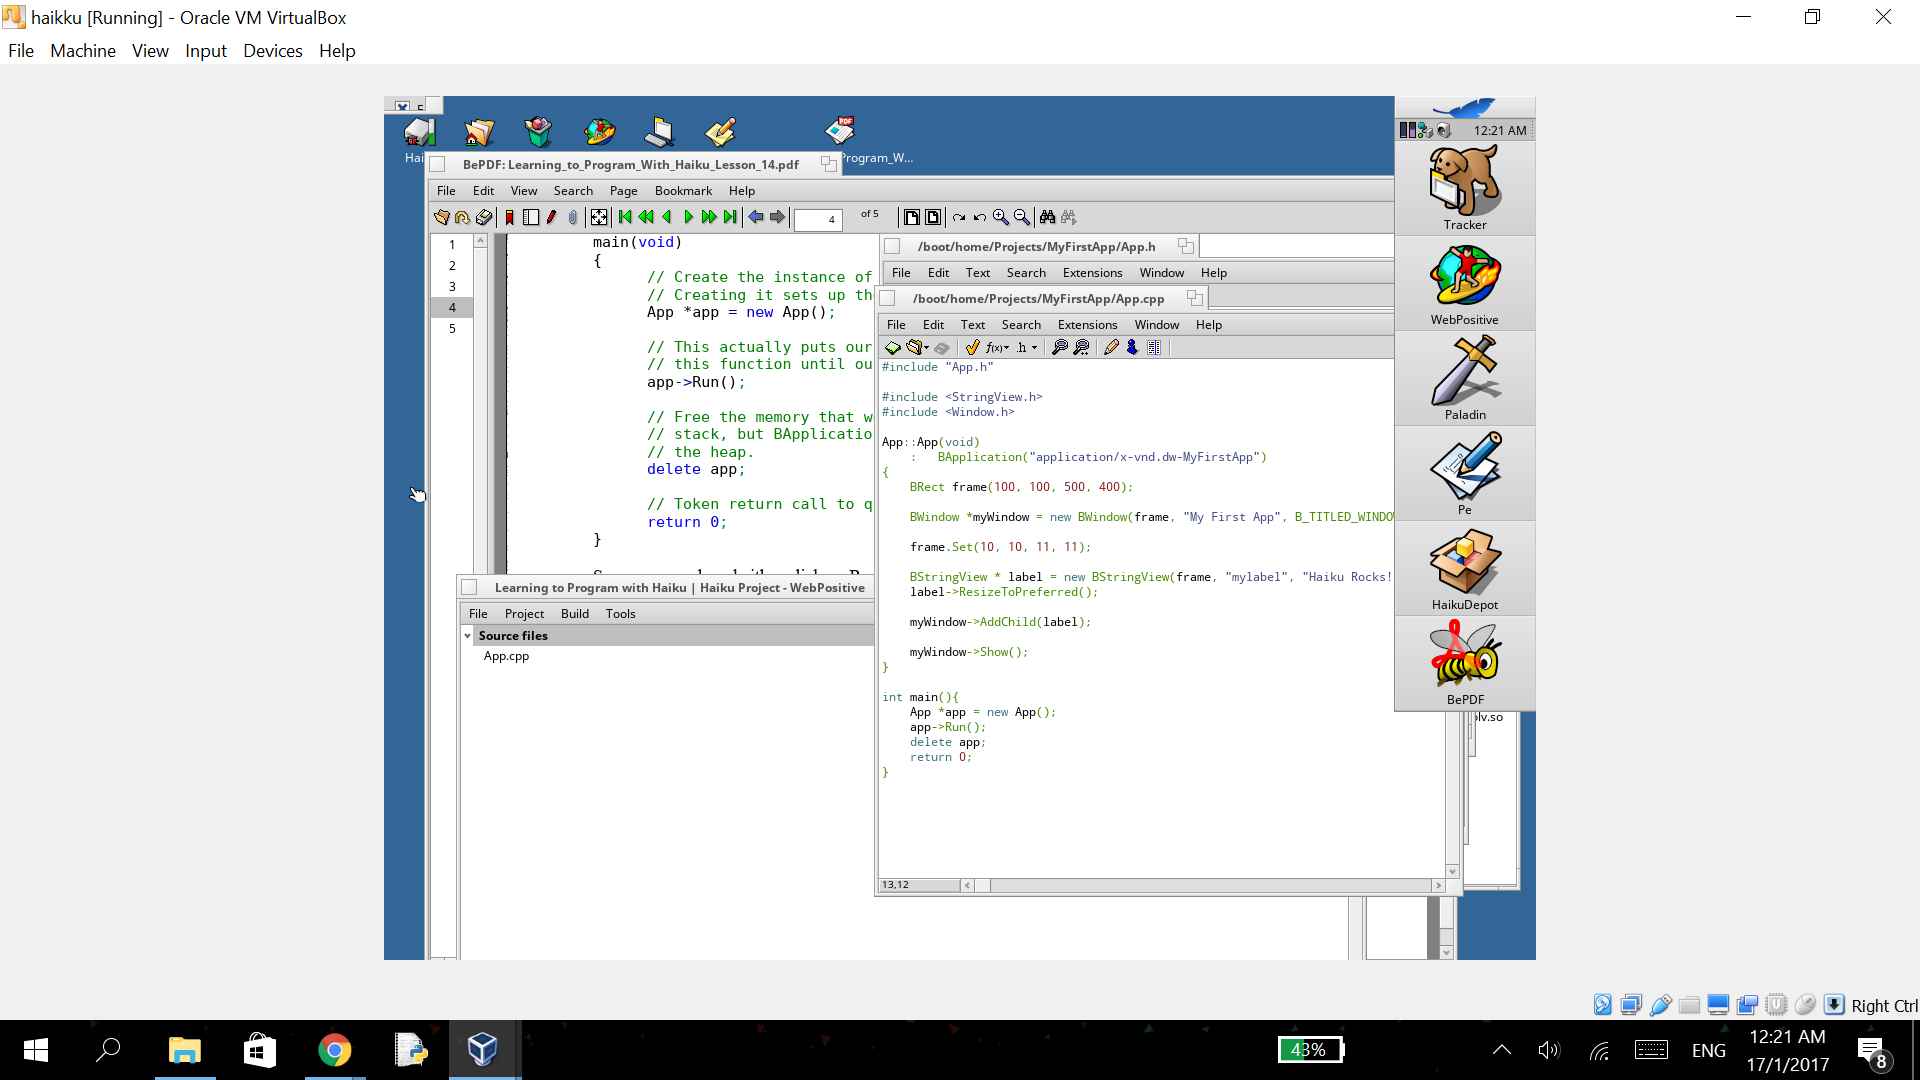 haikku [Running] - Oracle VM VirtualBox
File Machine View Input Devices Help
12:21 AM
Program_W...
BePDF: Learning_to_Program_With_Haiku_Lesson_14.pdf
File Edit View Search Page Bookmark Help
4 of 5
1
2
3
4
5
main(void)
{
// Create the instance of
// Creating it sets up th
App *app = new App();
// This actually puts our
// this function until ou
app->Run();
// Free the memory that w
// stack, but BApplicatio
// the heap.
delete app;
// Token return call to q
return 0;
}
/boot/home/Projects/MyFirstApp/App.h
File Edit Text Search Extensions Window Help
/boot/home/Projects/MyFirstApp/App.cpp
File Edit Text Search Extensions Window Help
f(x) .h
#include "App.h"
#include <StringView.h>
#include <Window.h>
App::App(void)
: BApplication("application/x-vnd.dw-MyFirstApp")
{
BRect frame(100, 100, 500, 400);
BWindow *myWindow = new BWindow(frame, "My First App", B_TITLED_WINDO
frame.Set(10, 10, 11, 11);
BStringView * label = new BStringView(frame, "mylabel", "Haiku Rocks!
label->ResizeToPreferred();
myWindow->AddChild(label);
myWindow->Show();
}
int main(){
App *app = new App();
app->Run();
delete app;
return 0;
}
13,12
Learning to Program with Haiku | Haiku Project - WebPositive
File Project Build Tools
Source files
App.cpp
Tracker
WebPositive
Paladin
Pe
HaikuDepot
PDF
BePDF
lv.so
Right Ctrl
43%
ENG
12:21 AM
17/1/2017
8